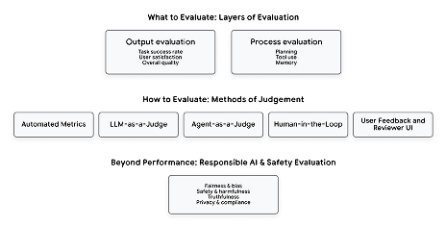 What to Evaluate: Layers of Evaluation
Output evaluation
Task success rate
User satisfaction
Overall quality
Process evaluation
Planning
Tool use
Memory
How to Evaluate: Methods of Judgement
Automated Metrics
LLM-as-a-Judge
Agent-as-a-Judge
Human-in-the-Loop
User Feedback and
Reviewer UI
Beyond Performance: Responsible AI & Safety Evaluation
Fairness & bias
Safety & harmfulness
Truthfulness
Privacy & compliance